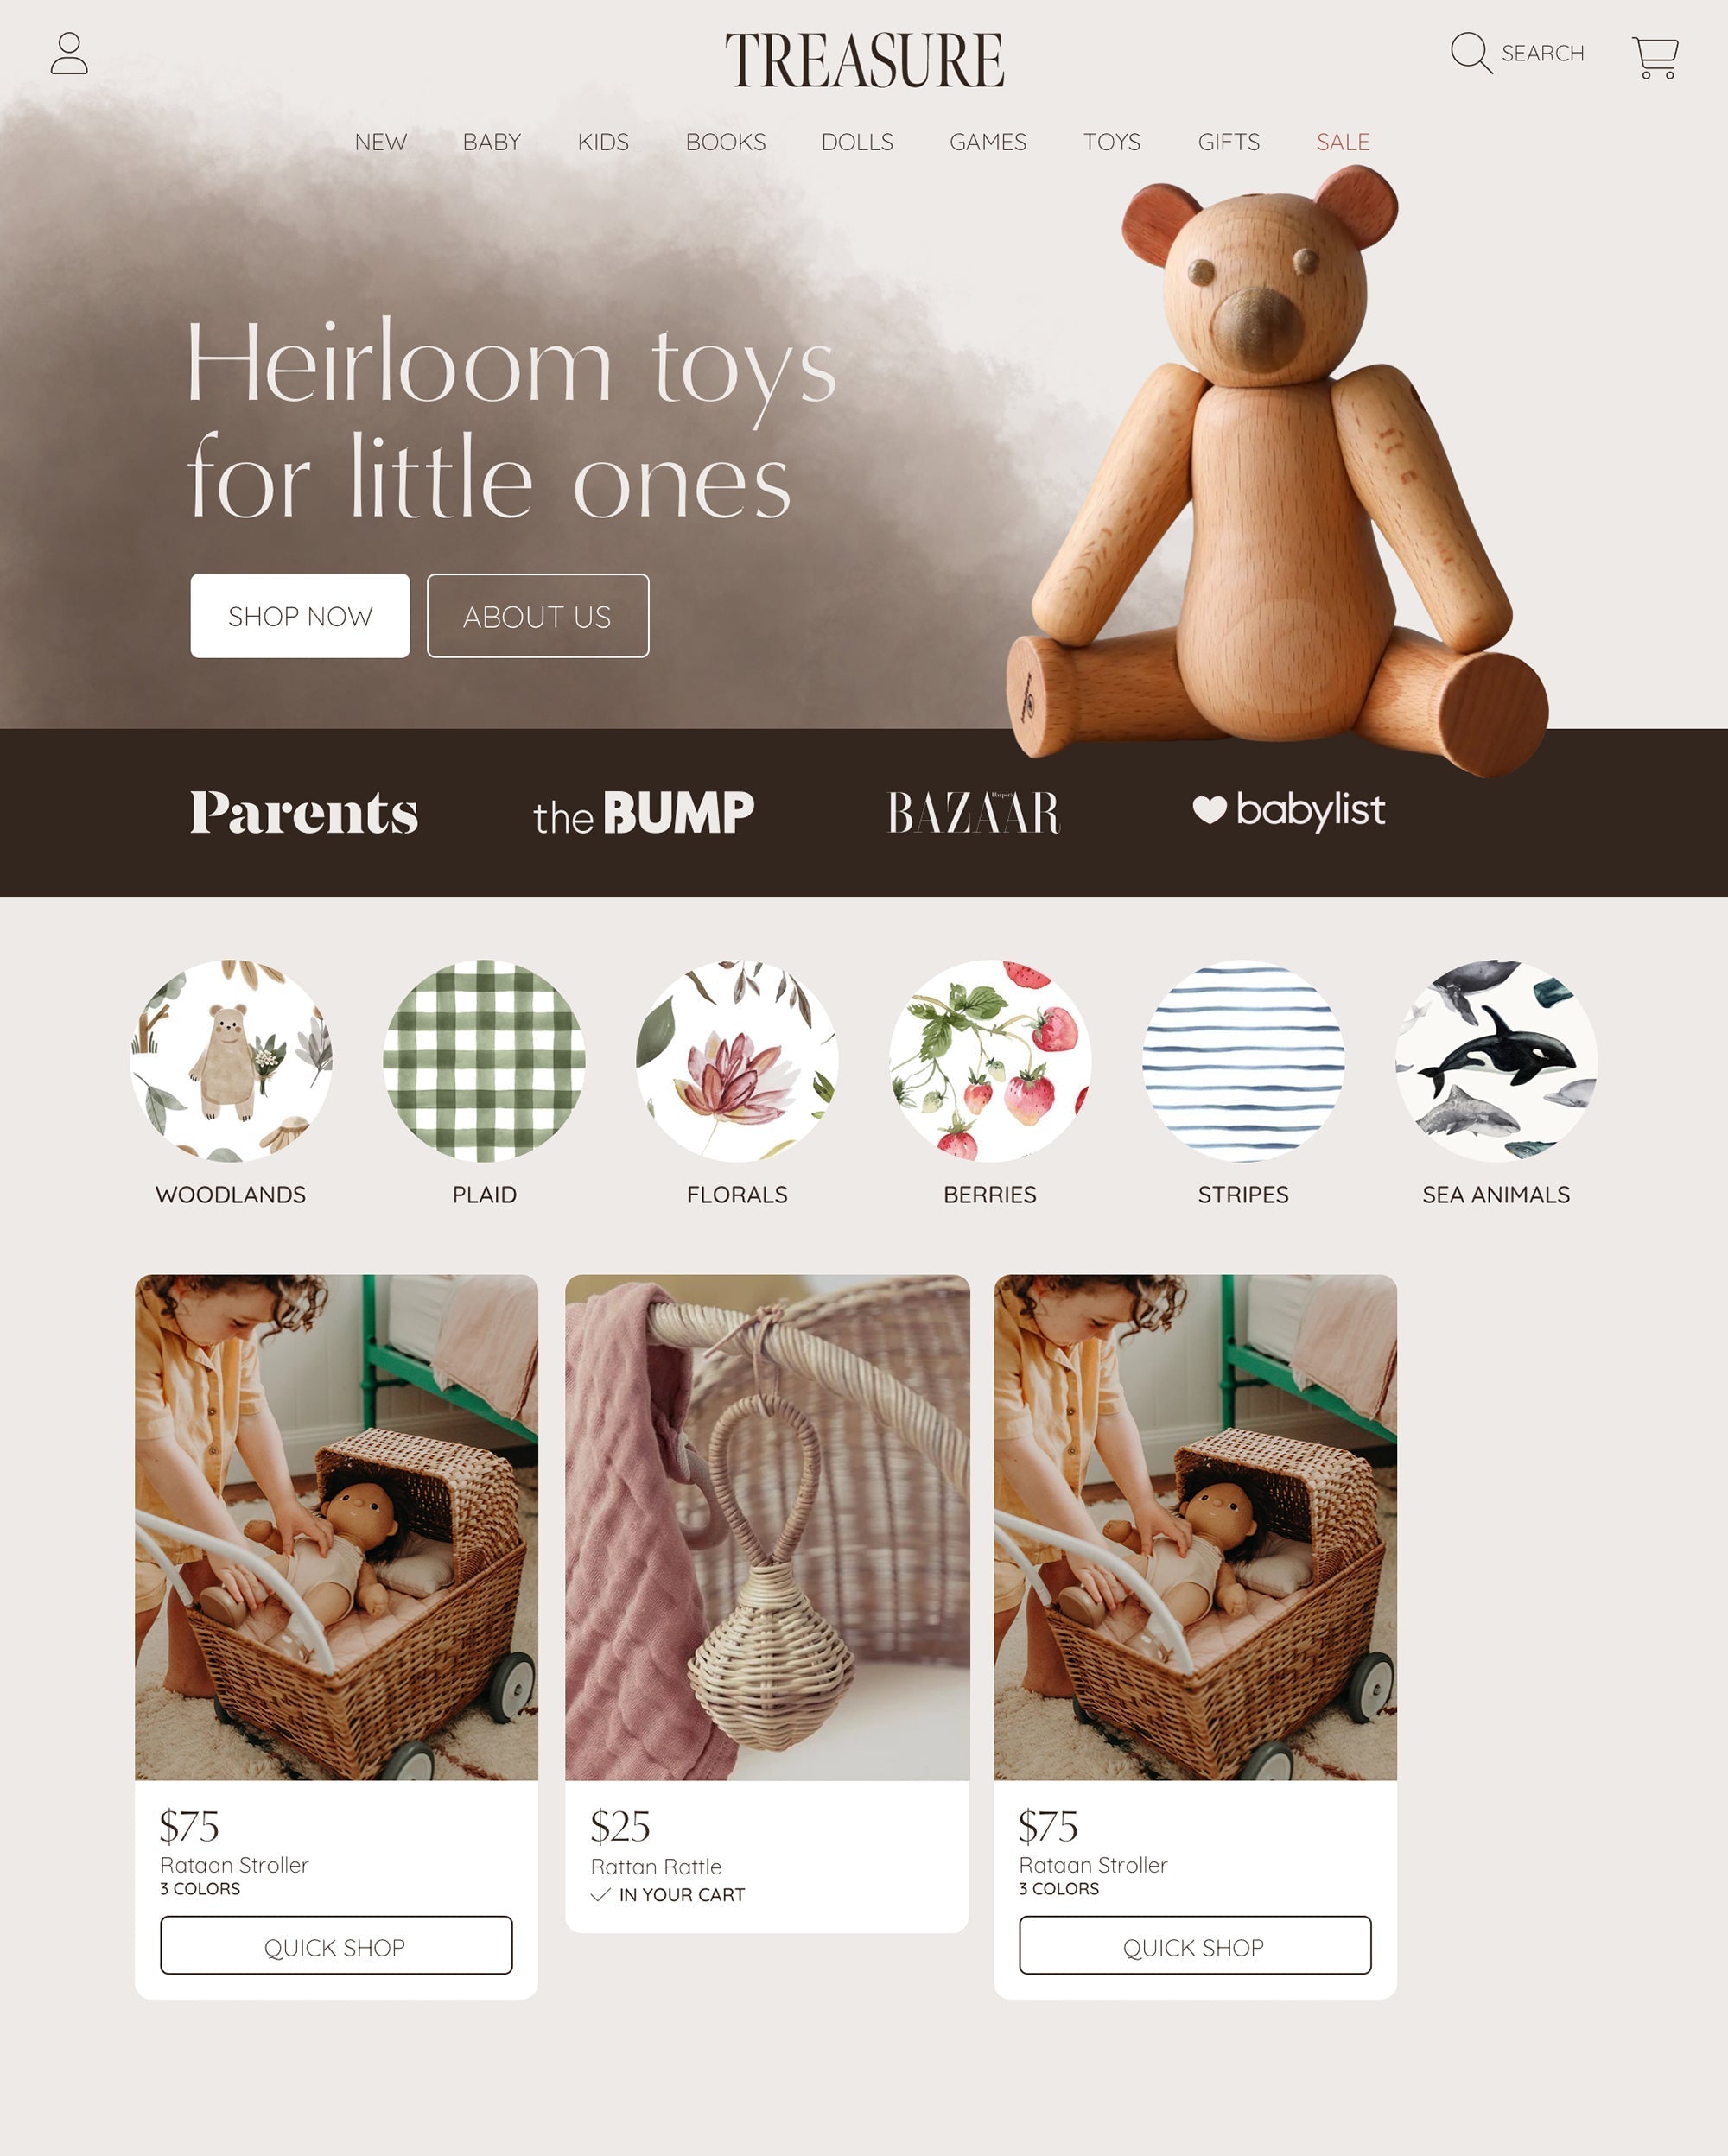 TREASURE
SEARCH
NEW BABY KIDS BOOKS DOLLS GAMES TOYS GIFTS SALE
Heirloom toys
for little ones
SHOP NOW ABOUT US
Parents the BUMP Harper's BAZAAR babylist
WOODLANDS PLAID FLORALS BERRIES STRIPES SEA ANIMALS
$75
Rataan Stroller
3 COLORS
QUICK SHOP
$25
Rattan Rattle
IN YOUR CART
$75
Rataan Stroller
3 COLORS
QUICK SHOP